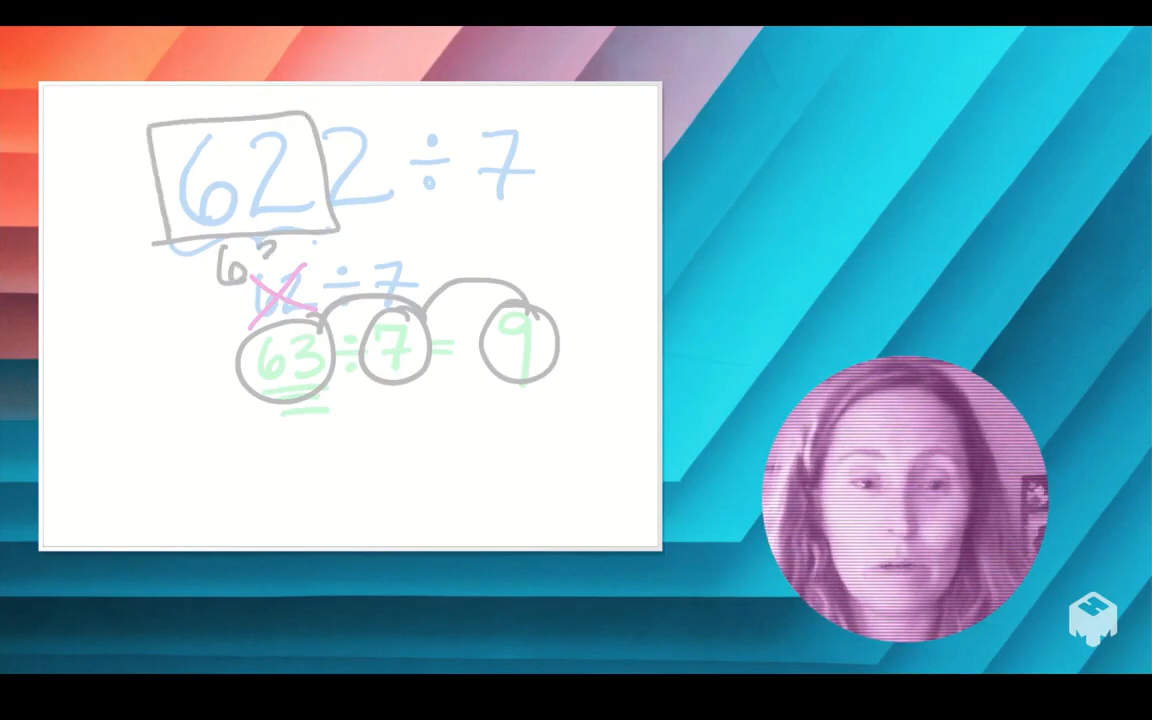 622 ÷ 7
63
62 ÷ 7
63 ÷ 7 = 9